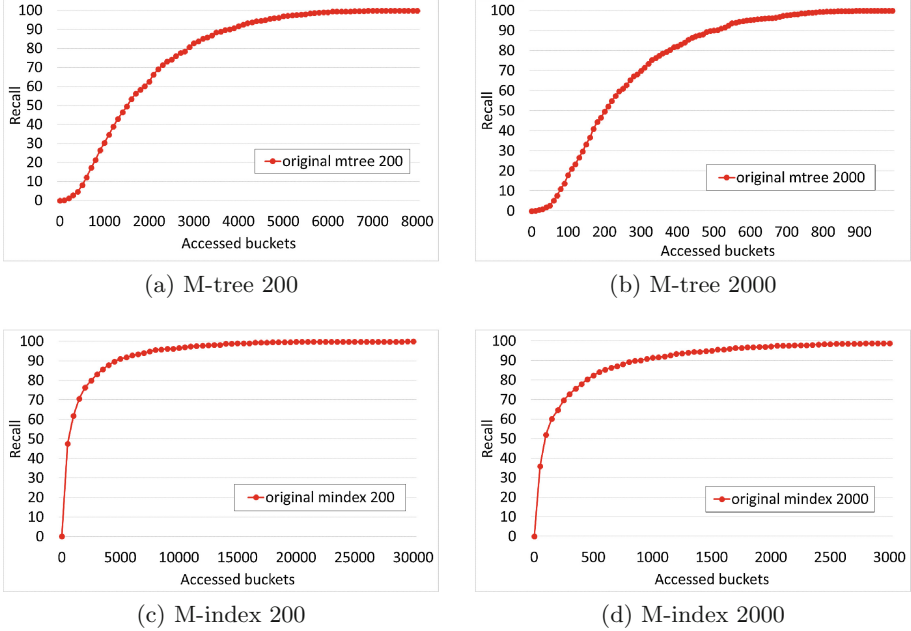 100
90
80
70
60
50
40
30
20
10
0
Recall
original mtree 200
0 1000 2000 3000 4000 5000 6000 7000 8000
Accessed buckets
(a) M-tree 200
100
90
80
70
60
50
40
30
20
10
0
Recall
original mtree 2000
0 100 200 300 400 500 600 700 800 900
Accessed buckets
(b) M-tree 2000
100
90
80
70
60
50
40
30
20
10
0
Recall
original mindex 200
0 5000 10000 15000 20000 25000 30000
Accessed buckets
(c) M-index 200
100
90
80
70
60
50
40
30
20
10
0
Recall
original mindex 2000
0 500 1000 1500 2000 2500 3000
Accessed buckets
(d) M-index 2000